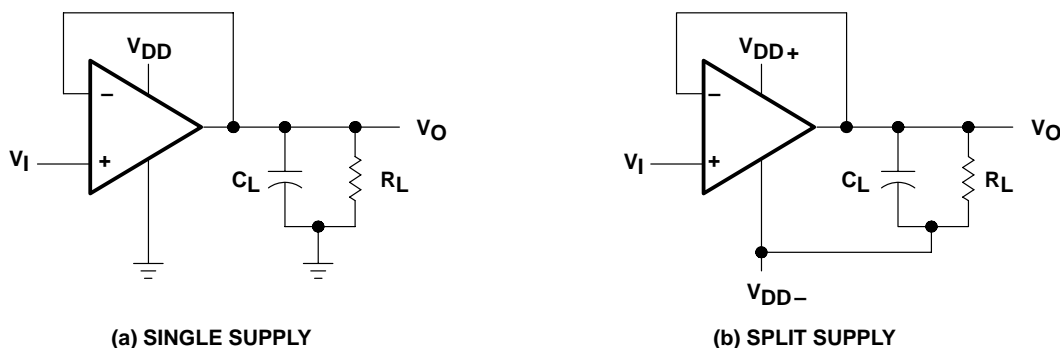 VDD
−
VI
+
VO
CL
RL
(a) SINGLE SUPPLY
VDD+
−
VI
+
VO
CL
RL
VDD−
(b) SPLIT SUPPLY